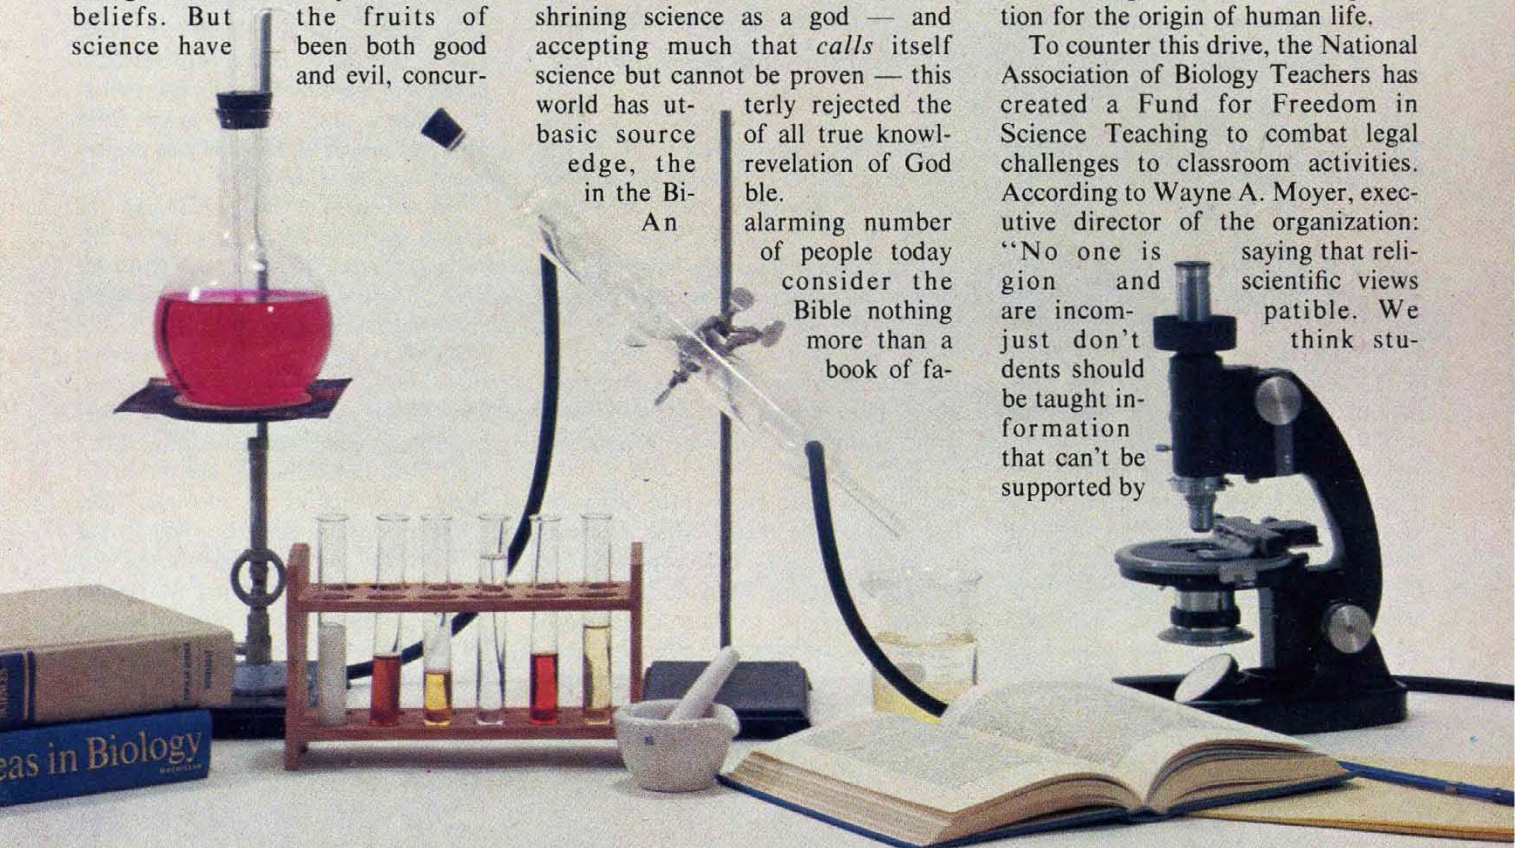 beliefs. But the fruits of
science have been both good
and evil, concur-
shrining science as a god — and
accepting much that calls itself
science but cannot be proven — this
world has ut- terly rejected the
basic source of all true knowl-
edge, the revelation of God
in the Bi- ble.
An alarming number
of people today
consider the
Bible nothing
more than a
book of fa-
tion for the origin of human life.
To counter this drive, the National
Association of Biology Teachers has
created a Fund for Freedom in
Science Teaching to combat legal
challenges to classroom activities.
According to Wayne A. Moyer, exec-
utive director of the organization:
“No one is saying that reli-
gion and scientific views
are incom- patible. We
just don’t think stu-
dents should
be taught in-
formation
that can’t be
supported by
eas in Biology
MACMILLAN